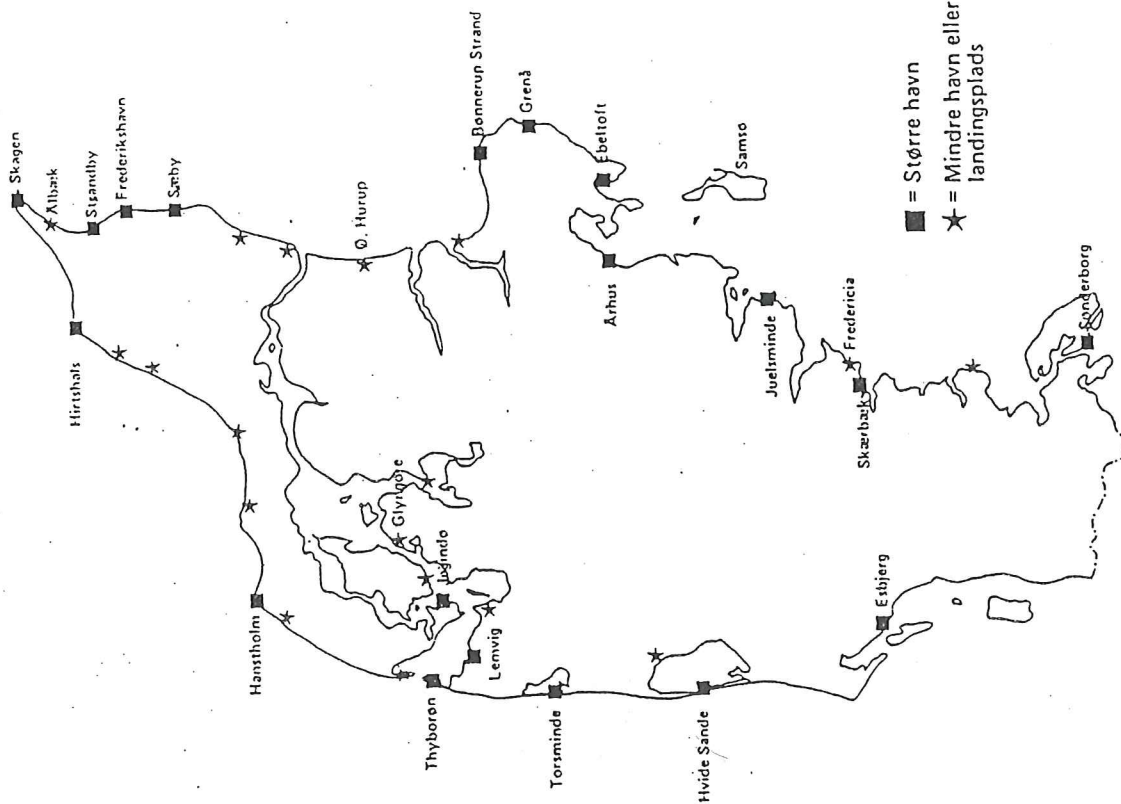 Skagen
Ålbæk
Strandby
Frederikshavn
Sæby
Hirtshals
Ø. Hurup
Hanstholm
Bønnerup Strand
Grenå
Ebeltoft
Samsø
Århus
Glyngøre
Jegindø
Lemvig
Thyborøn
Torsminde
Hvide Sande
Juelsminde
Fredericia
Skærbæk
Esbjerg
Sønderborg
= Større havn
= Mindre havn eller
landingsplads